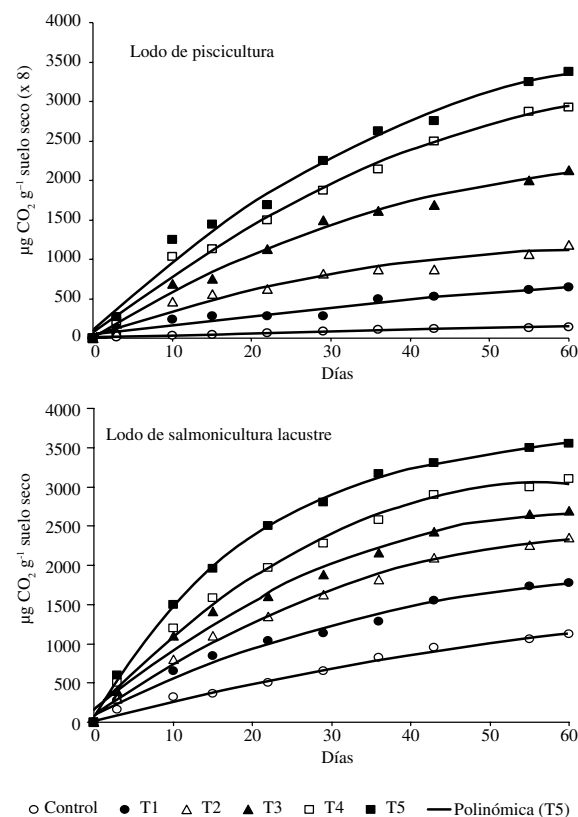 Lodo de piscicultura
µg CO₂ g⁻¹ suelo seco (x 8)
4000
3500
3000
2500
2000
1500
1000
500
0
0 10 20 30 40 50 60
Días
Lodo de salmonicultura lacustre
µg CO₂ g⁻¹ suelo seco
4000
3500
3000
2500
2000
1500
1000
500
0
0 10 20 30 40 50 60
Días
Control T1 T2 T3 T4 T5 Polinómica (T5)